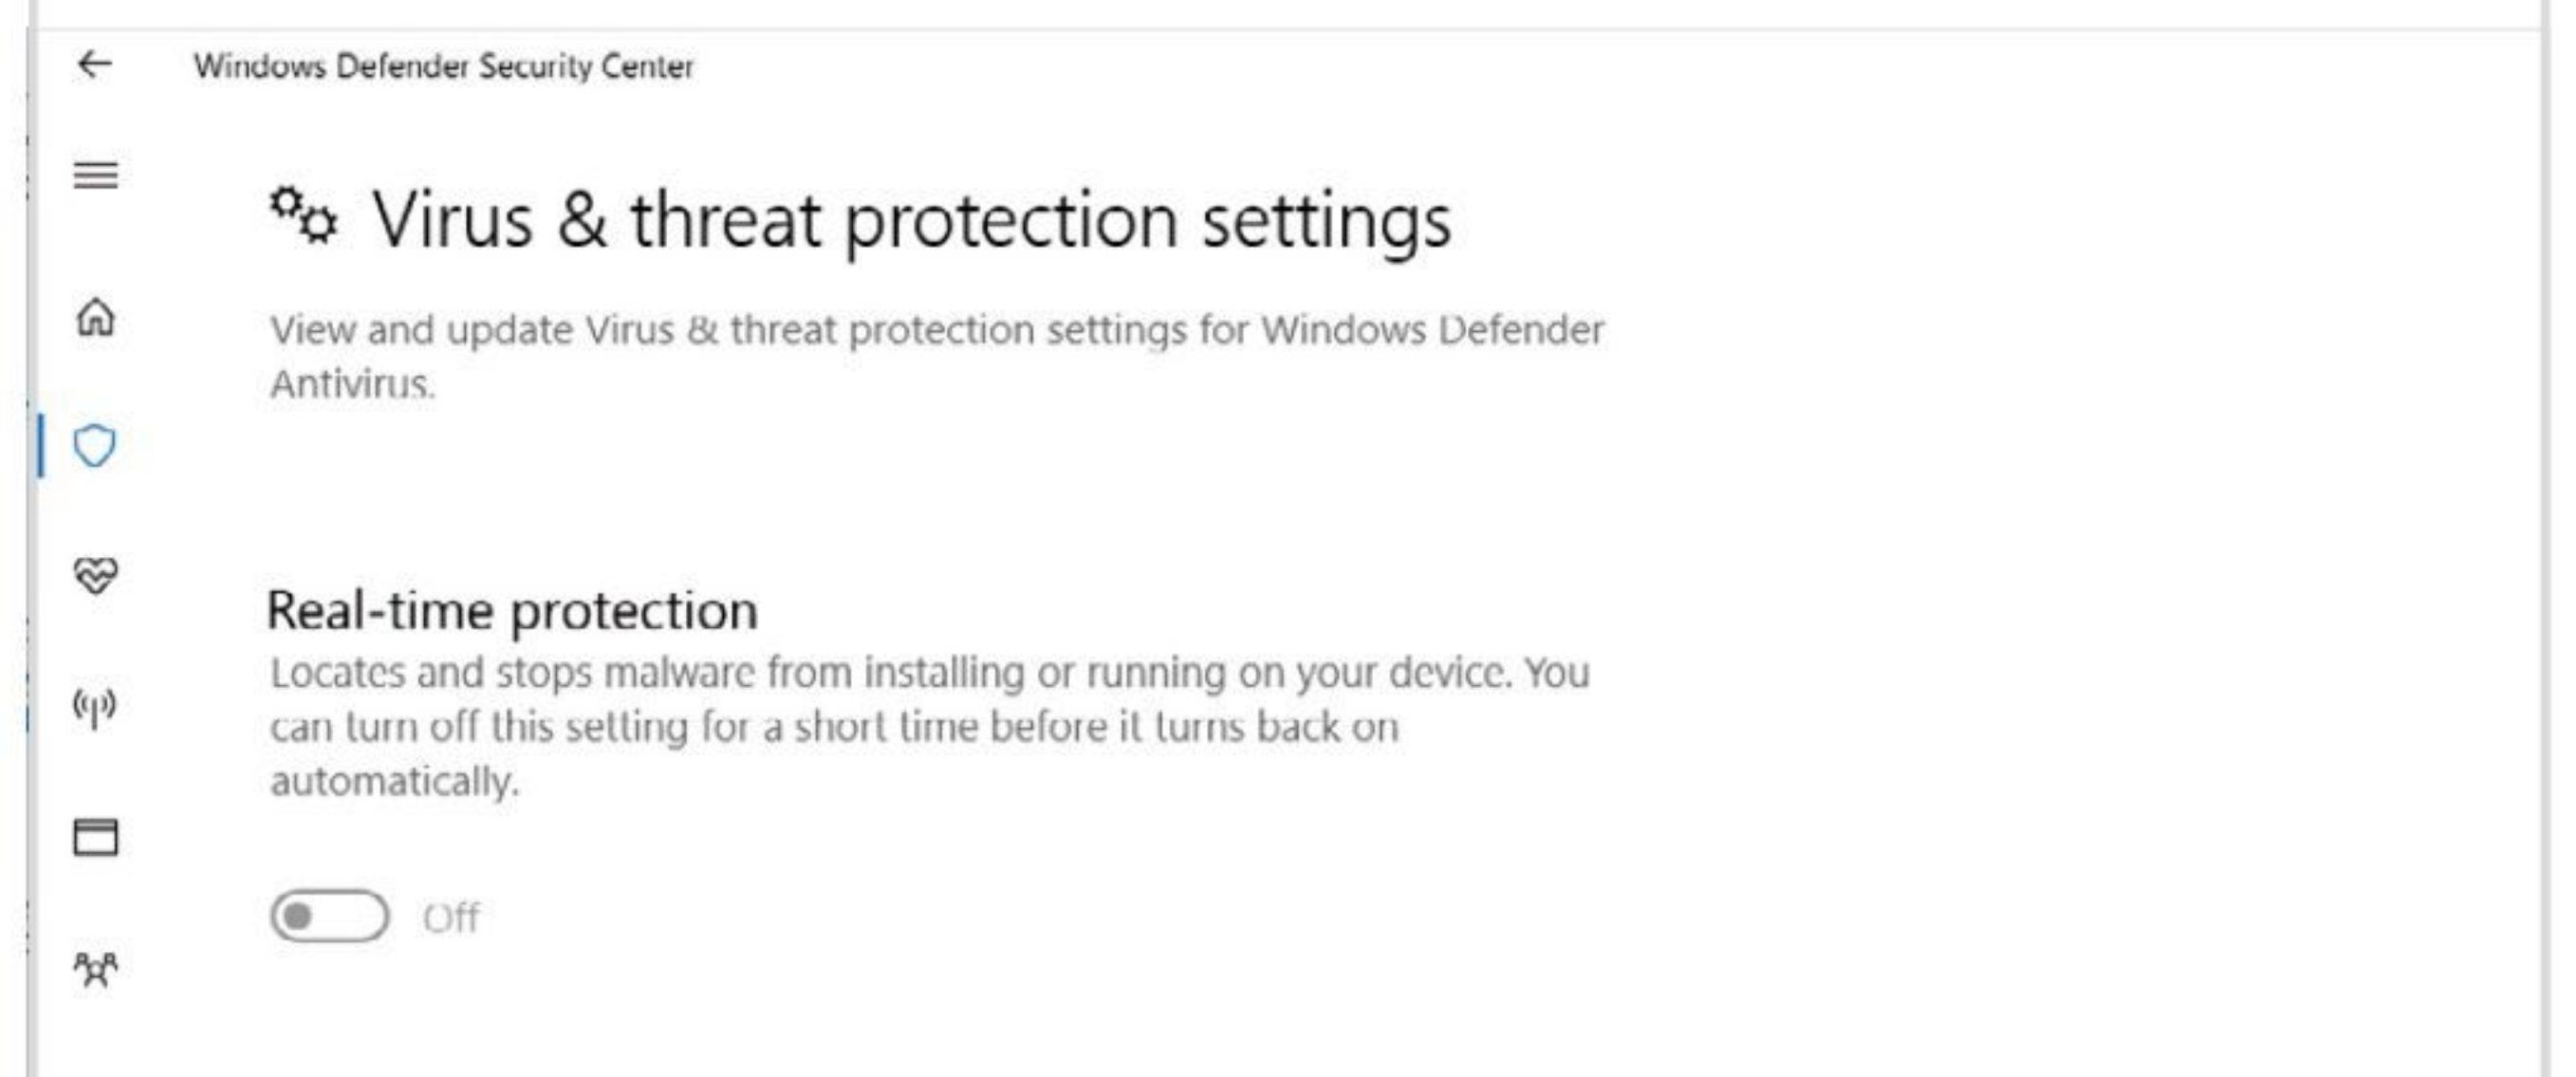 Windows Defender Security Center
Virus & threat protection settings
View and update Virus & threat protection settings for Windows Defender
Antivirus.
Real-time protection
Locates and stops malware from installing or running on your device. You
can turn off this setting for a short time before it turns back on
automatically.
Off